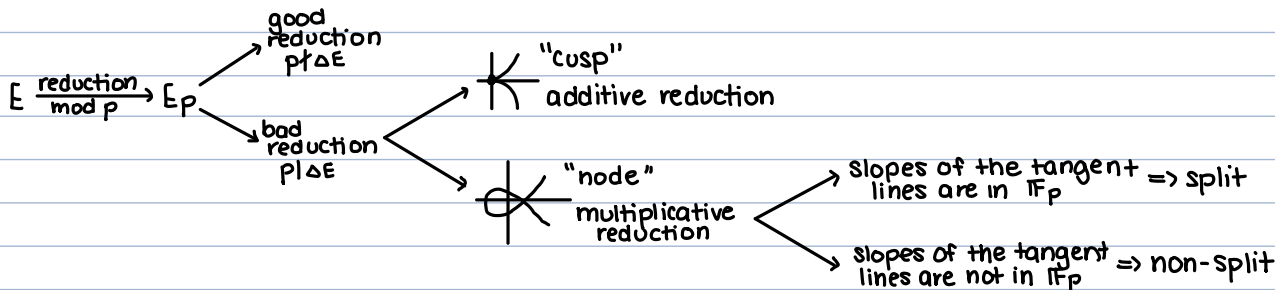 good
reduction
p∤ΔE
E reduction mod p → Ep
bad
reduction
p|ΔE
"cusp"
additive reduction
"node"
multiplicative
reduction
slopes of the tangent
lines are in 𝔽p
=> split
slopes of the tangent
lines are not in 𝔽p
=> non-split